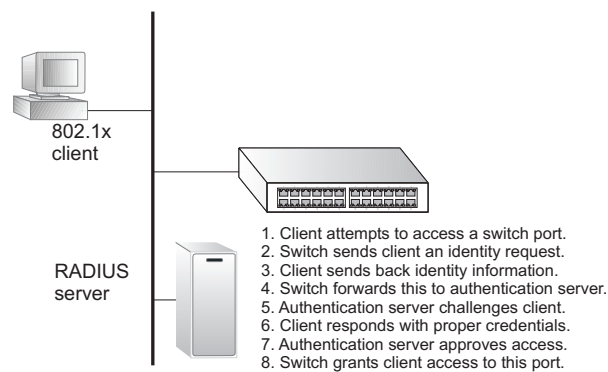 802.1x
client
RADIUS
server
1. Client attempts to access a switch port.
2. Switch sends client an identity request.
3. Client sends back identity information.
4. Switch forwards this to authentication server.
5. Authentication server challenges client.
6. Client responds with proper credentials.
7. Authentication server approves access.
8. Switch grants client access to this port.